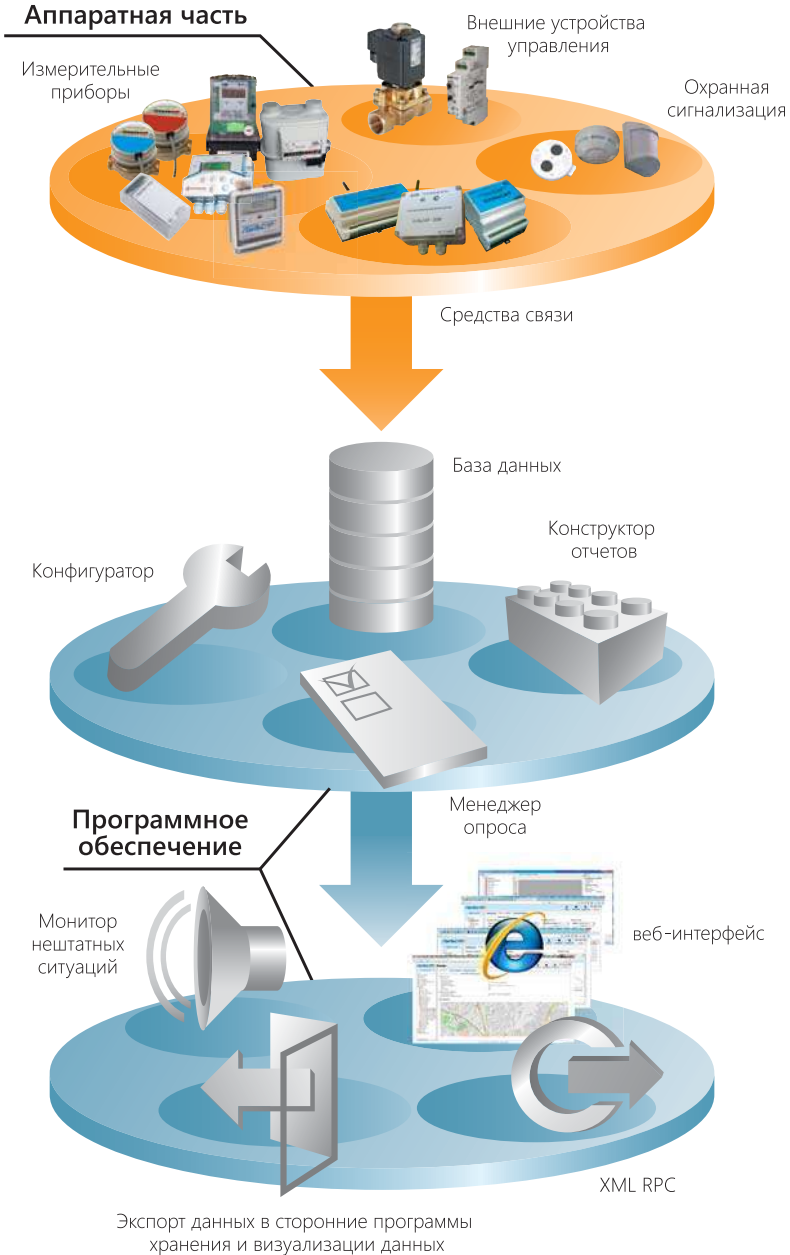 Аппаратная часть
Внешние устройства
управления
Измерительные
приборы
Охранная
сигнализация
Средства связи
База данных
Конструктор
отчетов
Конфигуратор
Менеджер
опроса
Программное
обеспечение
Монитор
нештатных
ситуаций
веб-интерфейс
XML RPC
Экспорт данных в сторонние программы
хранения и визуализации данных